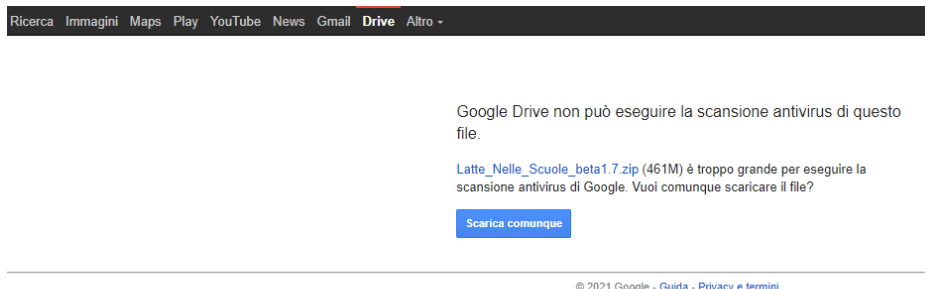 Ricerca Immagini Maps Play YouTube News Gmail Drive Altro
Google Drive non può eseguire la scansione antivirus di questo
file.
Latte_Nelle_Scuole_beta1.7.zip (461M) è troppo grande per eseguire la
scansione antivirus di Google. Vuoi comunque scaricare il file?
Scarica comunque
© 2021 Google - Guida - Privacy e termini